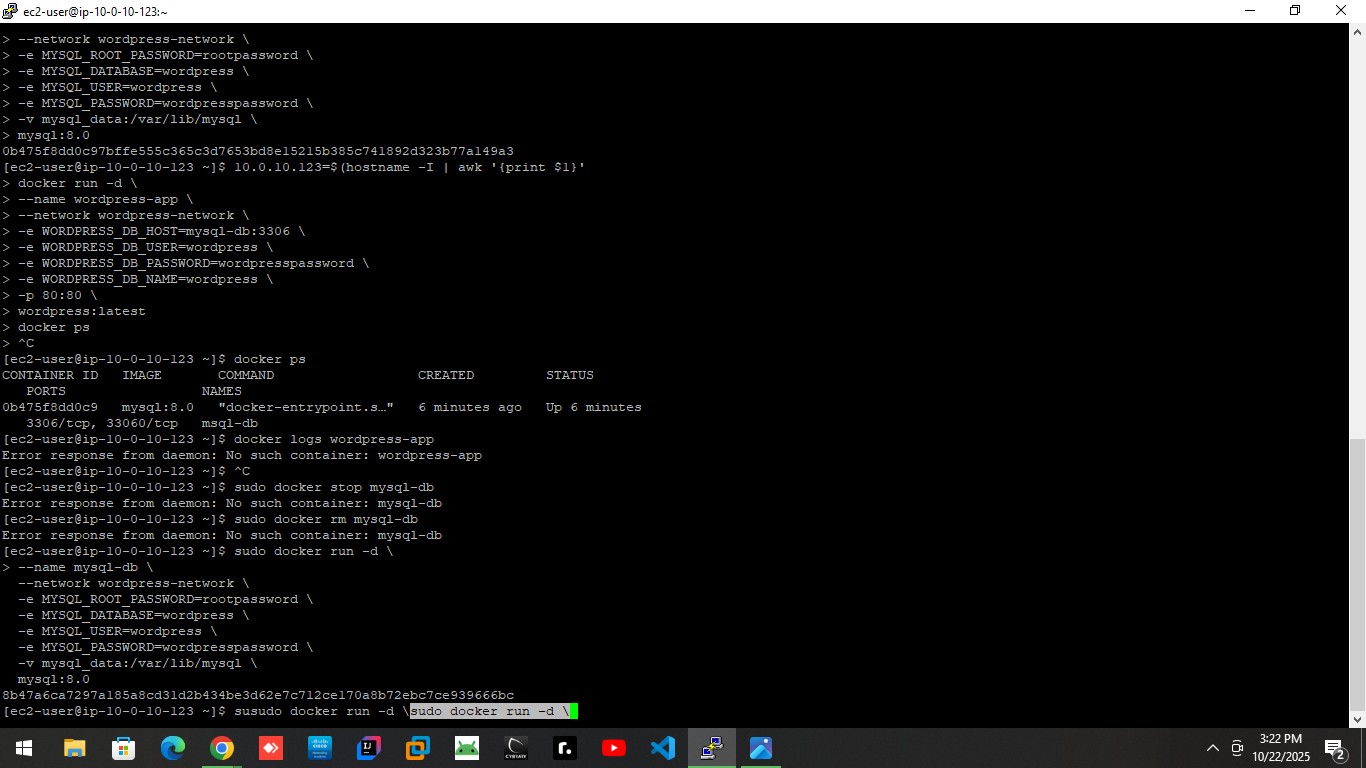 ec2-user@ip-10-0-10-123:~
> --network wordpress-network \
> -e MYSQL_ROOT_PASSWORD=rootpassword \
> -e MYSQL_DATABASE=wordpress \
> -e MYSQL_USER=wordpress \
> -e MYSQL_PASSWORD=wordpresspassword \
> -v mysql_data:/var/lib/mysql \
> mysql:8.0
0b475f8dd0c97bffe555c365c3d7653bd8e15215b385c741892d323b77a149a3
[ec2-user@ip-10-0-10-123 ~]$ 10.0.10.123=$(hostname -I | awk '{print $1}'
> docker run -d \
> --name wordpress-app \
> --network wordpress-network \
> -e WORDPRESS_DB_HOST=mysql-db:3306 \
> -e WORDPRESS_DB_USER=wordpress \
> -e WORDPRESS_DB_PASSWORD=wordpresspassword \
> -e WORDPRESS_DB_NAME=wordpress \
> -p 80:80 \
> wordpress:latest
> docker ps
> ^C
[ec2-user@ip-10-0-10-123 ~]$ docker ps
CONTAINER ID   IMAGE       COMMAND                  CREATED         STATUS
   PORTS                 NAMES
0b475f8dd0c9   mysql:8.0   "docker-entrypoint.s…"   6 minutes ago   Up 6 minutes
   3306/tcp, 33060/tcp   msql-db
[ec2-user@ip-10-0-10-123 ~]$ docker logs wordpress-app
Error response from daemon: No such container: wordpress-app
[ec2-user@ip-10-0-10-123 ~]$ ^C
[ec2-user@ip-10-0-10-123 ~]$ sudo docker stop mysql-db
Error response from daemon: No such container: mysql-db
[ec2-user@ip-10-0-10-123 ~]$ sudo docker rm mysql-db
Error response from daemon: No such container: mysql-db
[ec2-user@ip-10-0-10-123 ~]$ sudo docker run -d \
> --name mysql-db \
  --network wordpress-network \
  -e MYSQL_ROOT_PASSWORD=rootpassword \
  -e MYSQL_DATABASE=wordpress \
  -e MYSQL_USER=wordpress \
  -e MYSQL_PASSWORD=wordpresspassword \
  -v mysql_data:/var/lib/mysql \
  mysql:8.0
8b47a6ca7297a185a8cd31d2b434be3d62e7c712ce170a8b72ebc7ce939666bc
[ec2-user@ip-10-0-10-123 ~]$ susudo docker run -d \sudo docker run -d \
3:22 PM
10/22/2025
2